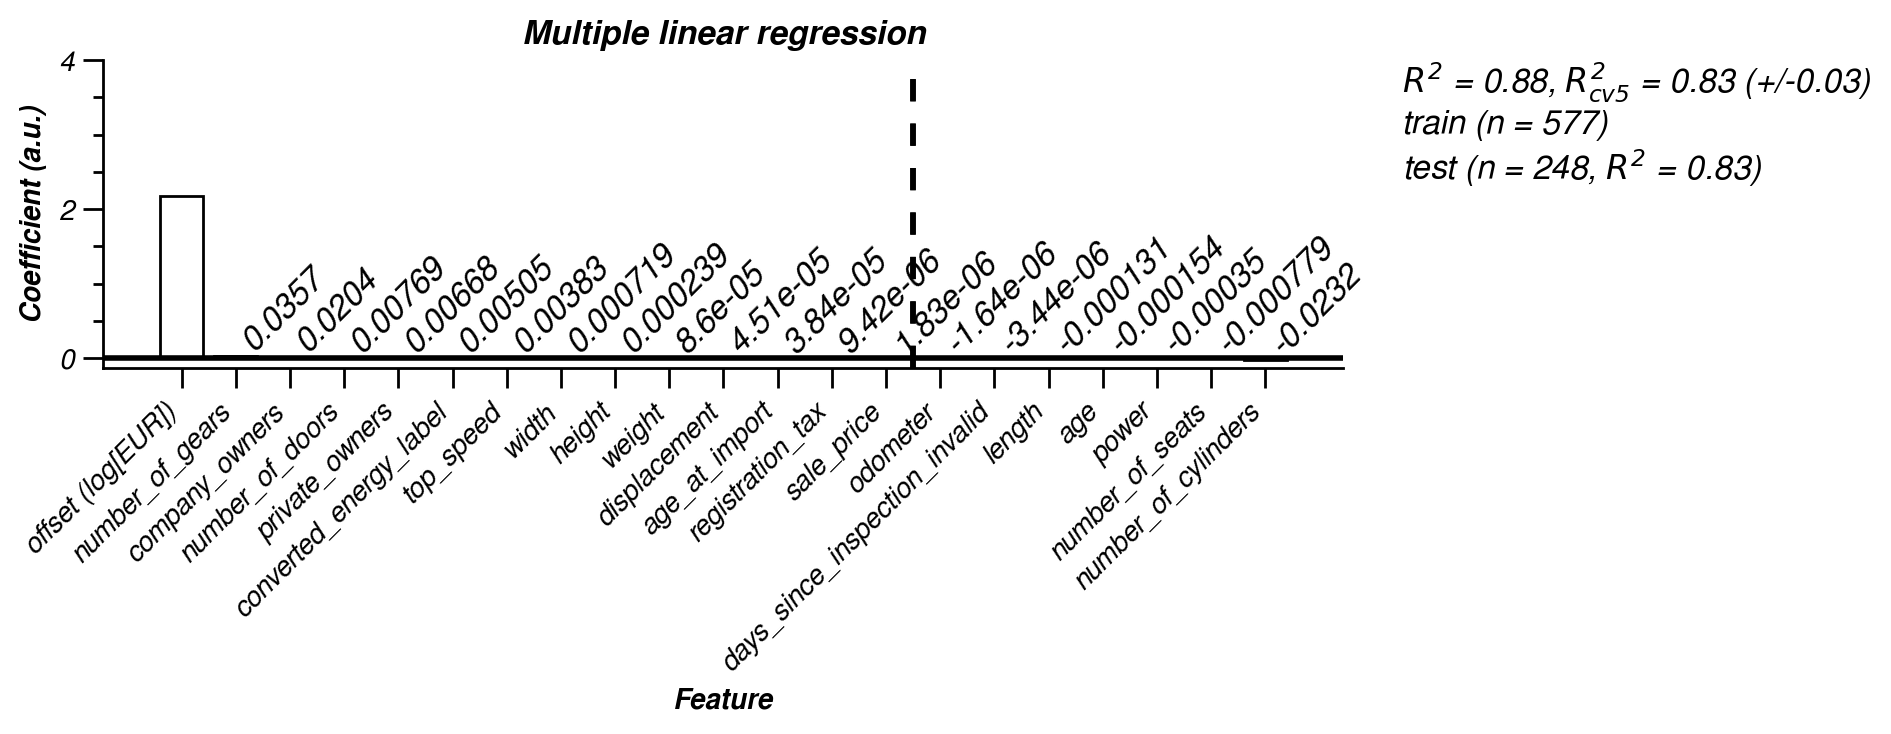 Multiple linear regression
R² = 0.88, R²cv5 = 0.83 (+/-0.03)
train (n = 577)
test (n = 248, R² = 0.83)
Coefficient (a.u.)
4
2
0
0.0357
0.0204
0.00769
0.00668
0.00505
0.00383
0.000719
0.000239
8.6e-05
4.51e-05
3.84e-05
9.42e-06
1.83e-06
-1.64e-06
-3.44e-06
-0.000131
-0.000154
-0.00035
-0.000779
-0.0232
offset (log[EUR])
number_of_gears
company_owners
number_of_doors
private_owners
converted_energy_label
top_speed
width
height
weight
displacement
age_at_import
registration_tax
sale_price
odometer
days_since_inspection_invalid
length
age
power
number_of_seats
number_of_cylinders
Feature